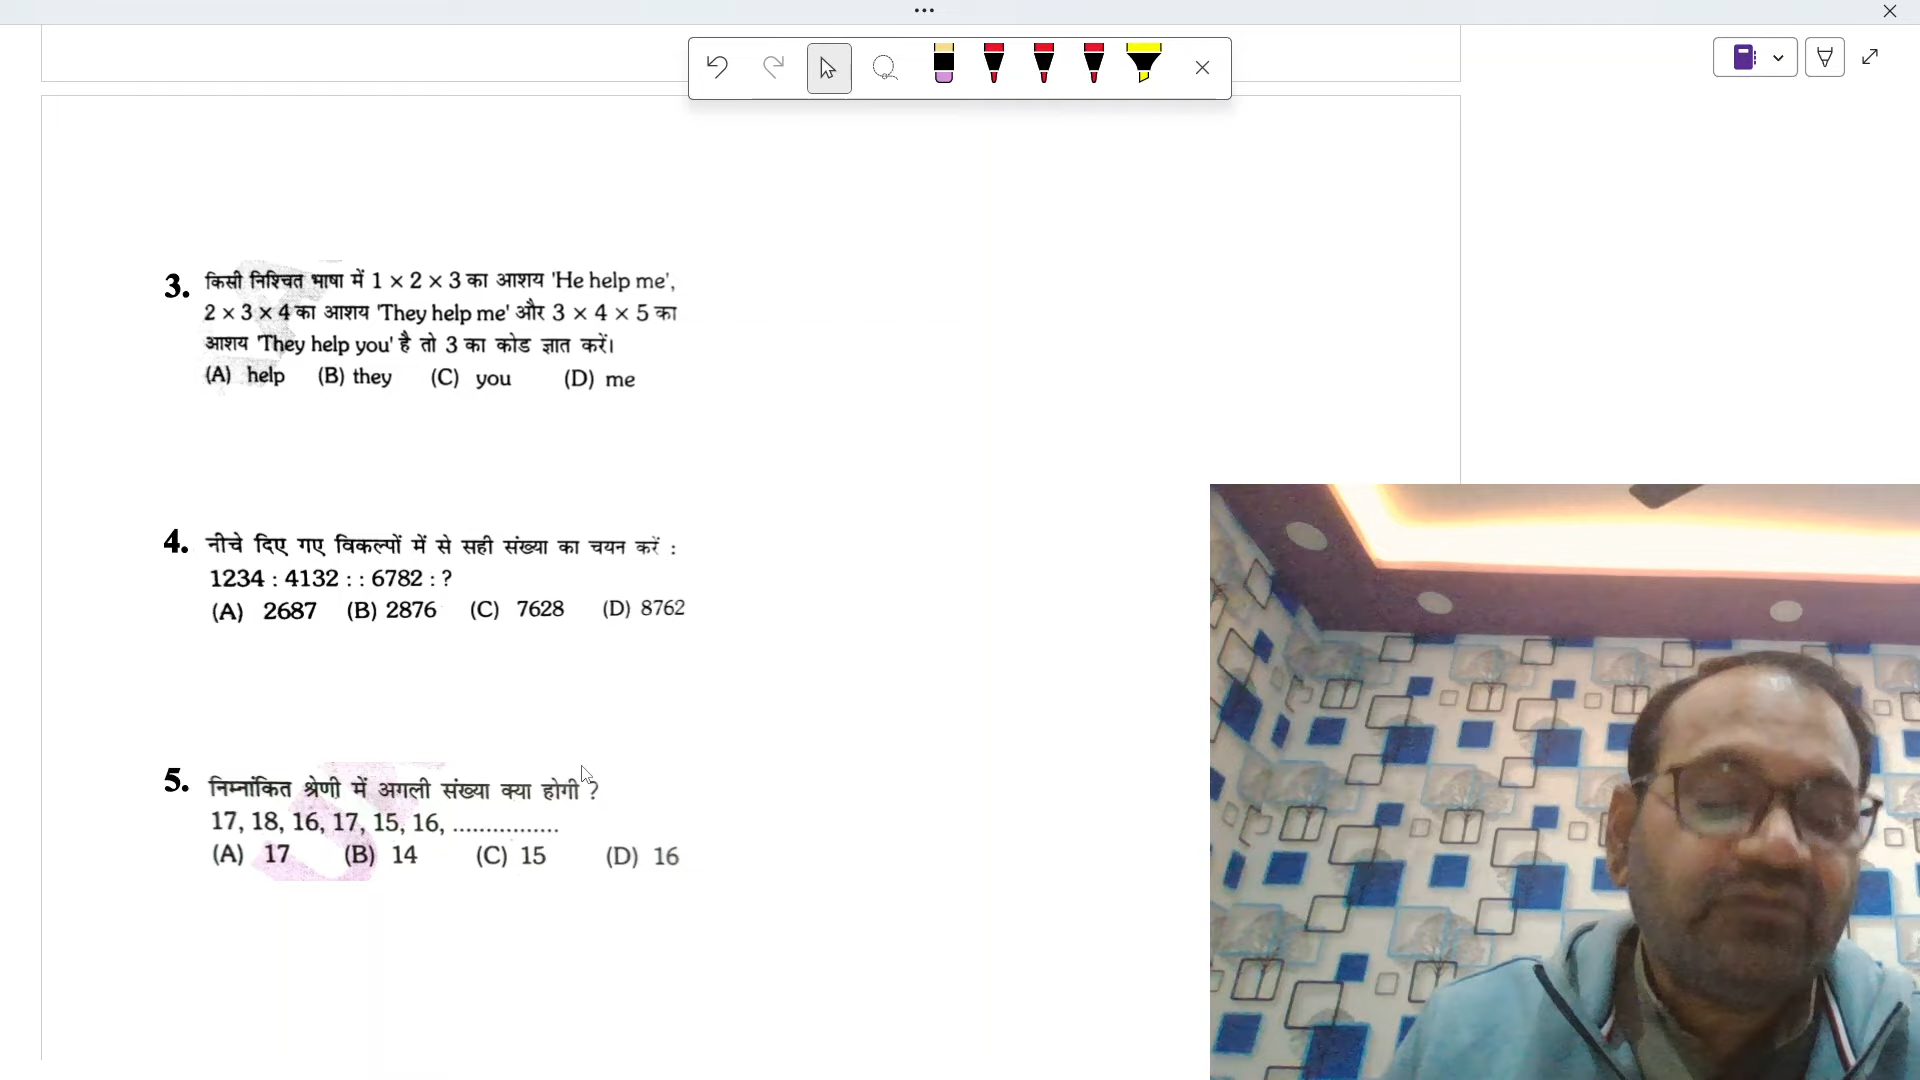 3. किसी निश्चित भाषा में 1 × 2 × 3 का आशय 'He help me',
2 × 3 × 4 का आशय 'They help me' और 3 × 4 × 5 का
आशय 'They help you' है तो 3 का कोड ज्ञात करें।
(A) help (B) they (C) you (D) me
4. नीचे दिए गए विकल्पों में से सही संख्या का चयन करें :
1234 : 4132 : : 6782 : ?
(A) 2687 (B) 2876 (C) 7628 (D) 8762
5. निम्नांकित श्रेणी में अगली संख्या क्या होगी ?
17, 18, 16, 17, 15, 16, ................
(A) 17 (B) 14 (C) 15 (D) 16